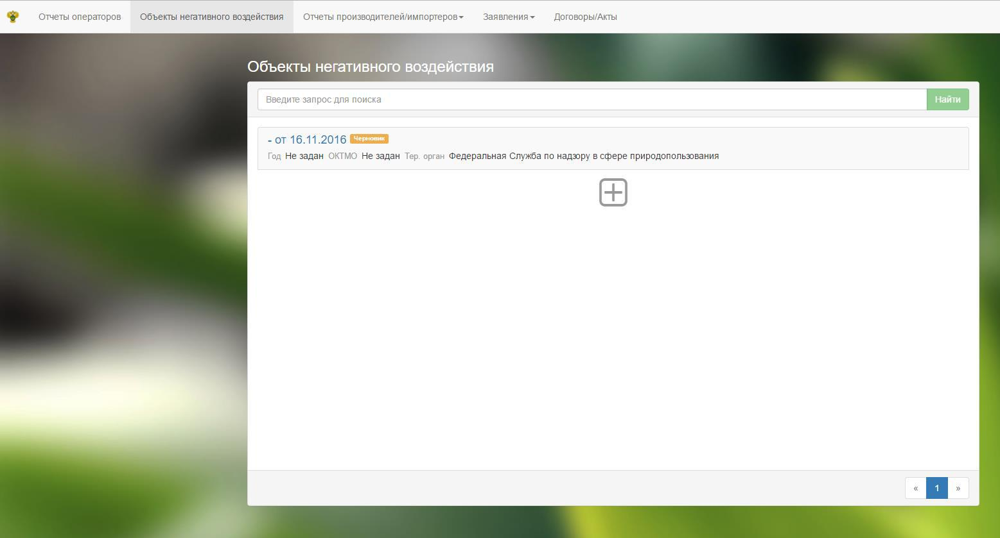 Отчеты операторов Объекты негативного воздействия Отчеты производителей/импортеров Заявления Договоры/Акты
Объекты негативного воздействия
Введите запрос для поиска Найти
- от 16.11.2016 Черновик
Год Не задан ОКТМО Не задан Тер. орган Федеральная Служба по надзору в сфере природопользования
« 1 »